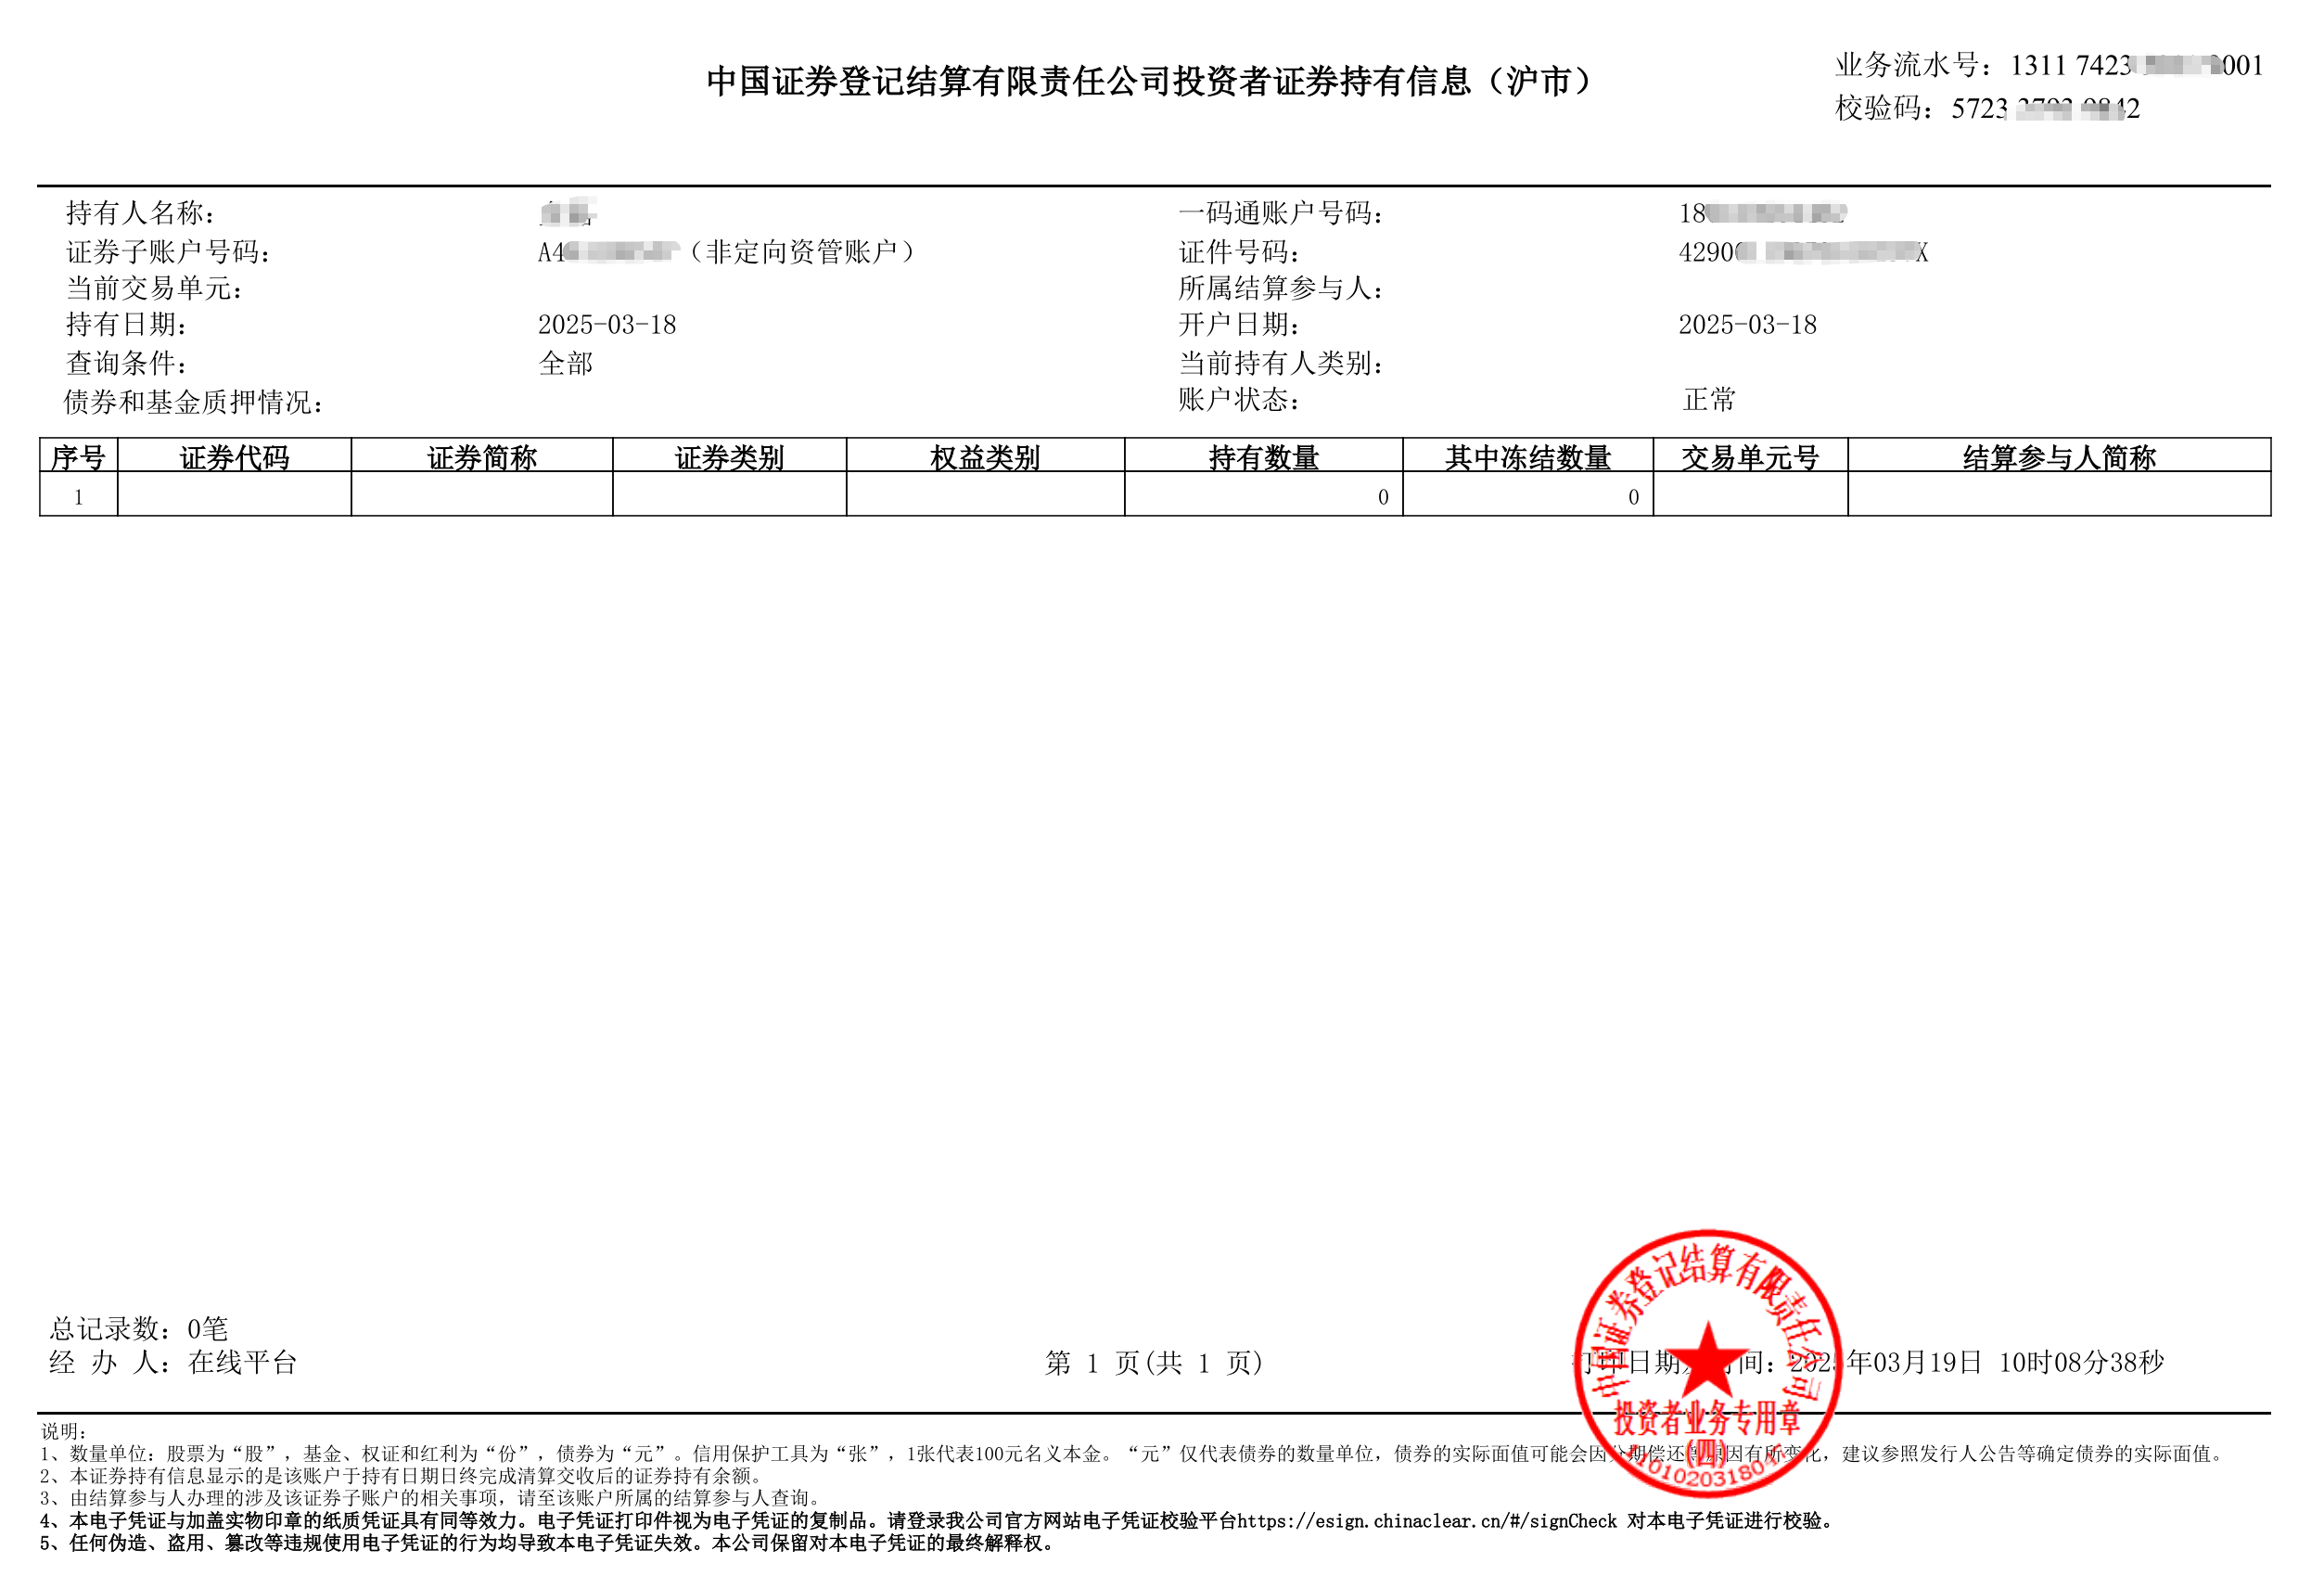 中国证券登记结算有限责任公司投资者证券持有信息（沪市）
业务流水号：1311 7423 001
校验码：5723 42
持有人名称： 一码通账户号码： 18
证券子账户号码： A4 （非定向资管账户） 证件号码： 4290 X
当前交易单元： 所属结算参与人：
持有日期： 2025-03-18 开户日期： 2025-03-18
查询条件： 全部 当前持有人类别：
债券和基金质押情况： 账户状态： 正常
序号 证券代码 证券简称 证券类别 权益类别 持有数量 其中冻结数量 交易单元号 结算参与人简称
1 0 0
总记录数：0笔
经 办 人：在线平台 第 1 页(共 1 页) 打印日期 间：2025年03月19日 10时08分38秒
中国证券登记结算有限责任公司
投资者业务专用章
(四)
说明：
1、数量单位：股票为“股”，基金、权证和红利为“份”，债券为“元”。信用保护工具为“张”，1张代表100元名义本金。“元”仅代表债券的数量单位，债券的实际面值可能会因分期偿还等原因有所变化，建议参照发行人公告等确定债券的实际面值。
2、本证券持有信息显示的是该账户于持有日期日终完成清算交收后的证券持有余额。
3、由结算参与人办理的涉及该证券子账户的相关事项，请至该账户所属的结算参与人查询。
4、本电子凭证与加盖实物印章的纸质凭证具有同等效力。电子凭证打印件视为电子凭证的复制品。请登录我公司官方网站电子凭证校验平台https://esign.chinaclear.cn/#/signCheck 对本电子凭证进行校验。
5、任何伪造、盗用、篡改等违规使用电子凭证的行为均导致本电子凭证失效。本公司保留对本电子凭证的最终解释权。